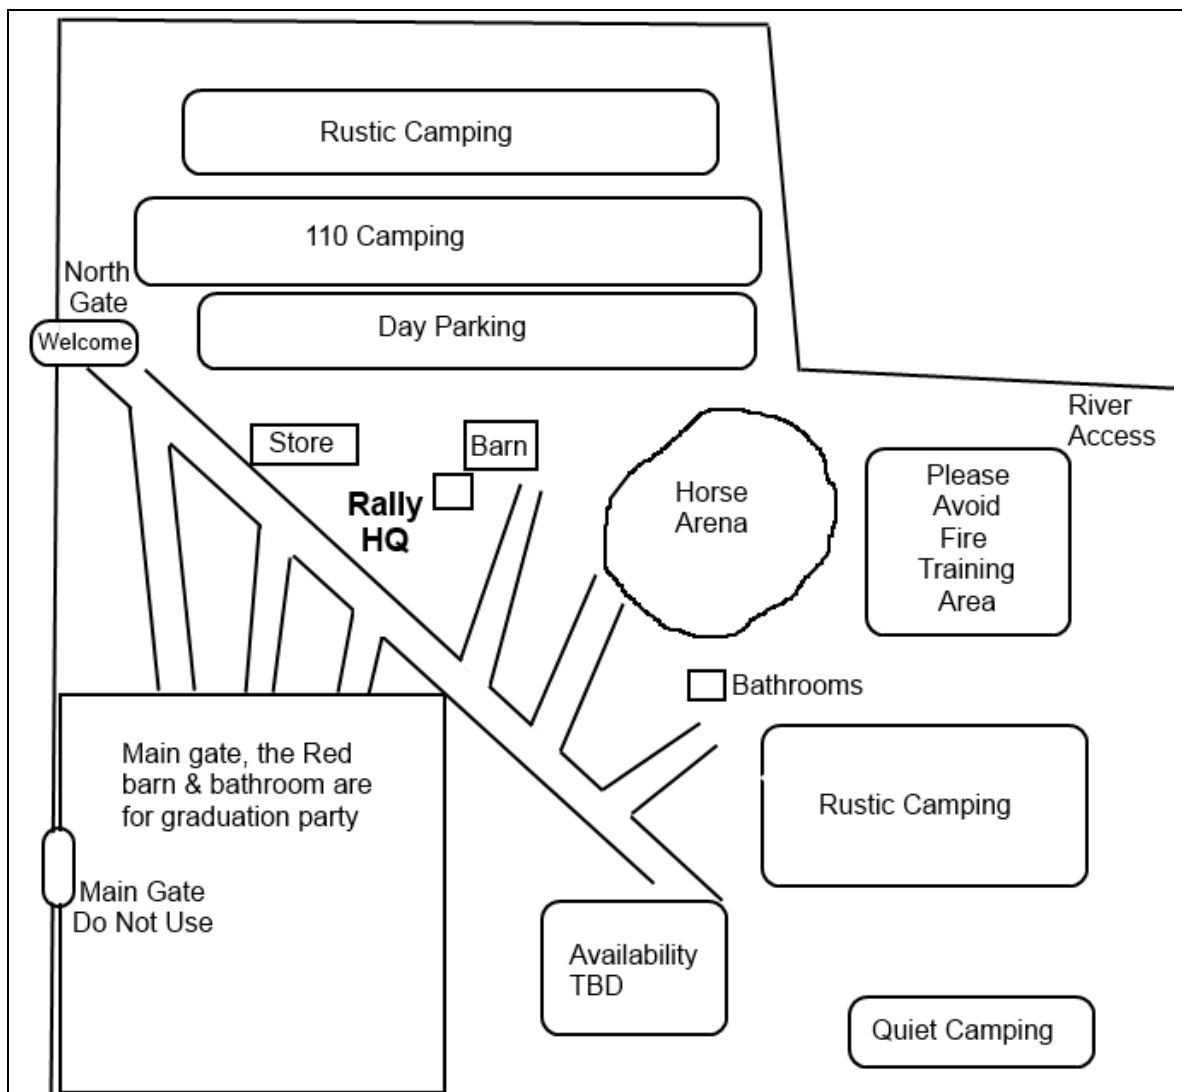 Rustic Camping
110 Camping
North
Gate
Day Parking
Welcome
River
Access
Store
Barn
Rally
HQ
Horse
Arena
Please
Avoid
Fire
Training
Area
Bathrooms
Main gate, the Red
barn & bathroom are
for graduation party
Rustic Camping
Main Gate
Do Not Use
Availability
TBD
Quiet Camping